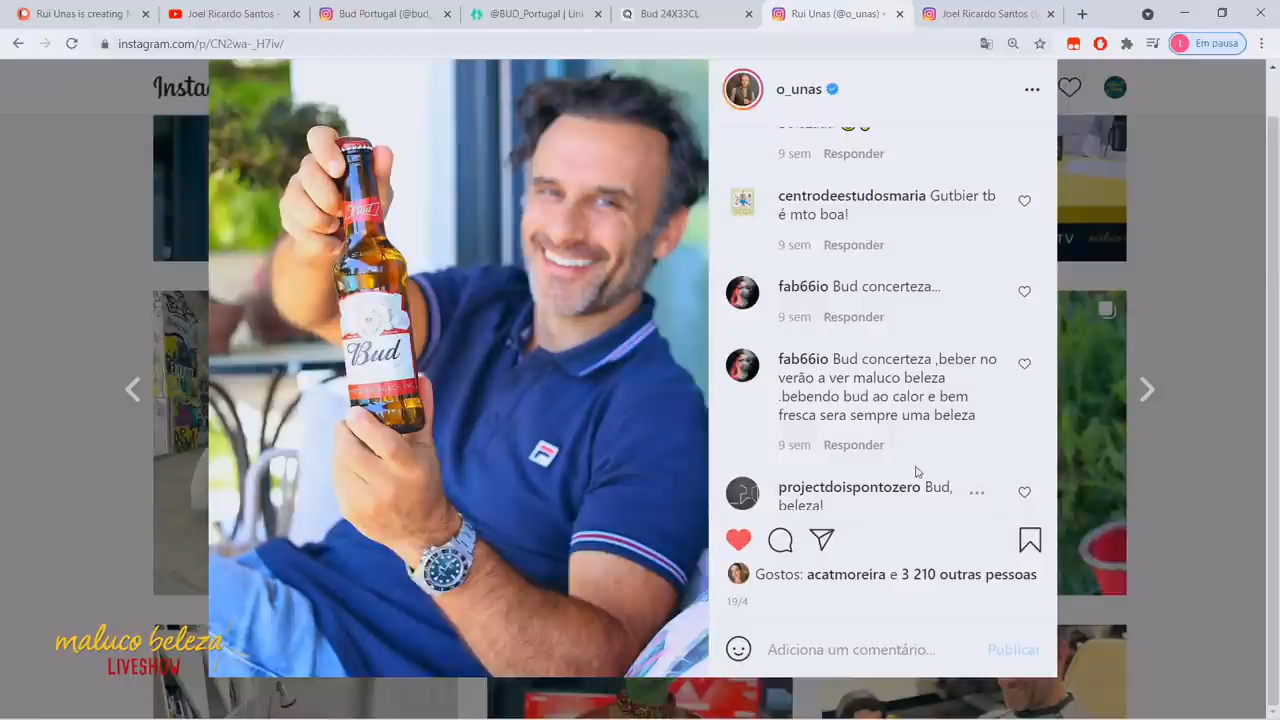 Rui Unas is creating
Joel Ricardo Santos -
Bud Portugal (@bud_
@BUD_Portugal | Lin
Bud 24X33CL
Rui Unas (@o_unas) •
Joel Ricardo Santos (
instagram.com/p/CN2wa-_H7iv/
Em pausa
Insta
o_unas
9 sem Responder
centrodeestudosmaria Gutbier tb
é mto boa!
9 sem Responder
fab66io Bud concerteza...
9 sem Responder
fab66io Bud concerteza ,beber no
verão a ver maluco beleza
.bebendo bud ao calor e bem
fresca sera sempre uma beleza
9 sem Responder
projectdoispontozero Bud,
beleza!
Gostos: acatmoreira e 3 210 outras pessoas
19/4
Adiciona um comentário...
Publicar
Bud
Bud
F
TV maluco
maluco beleza
LIVESHOW